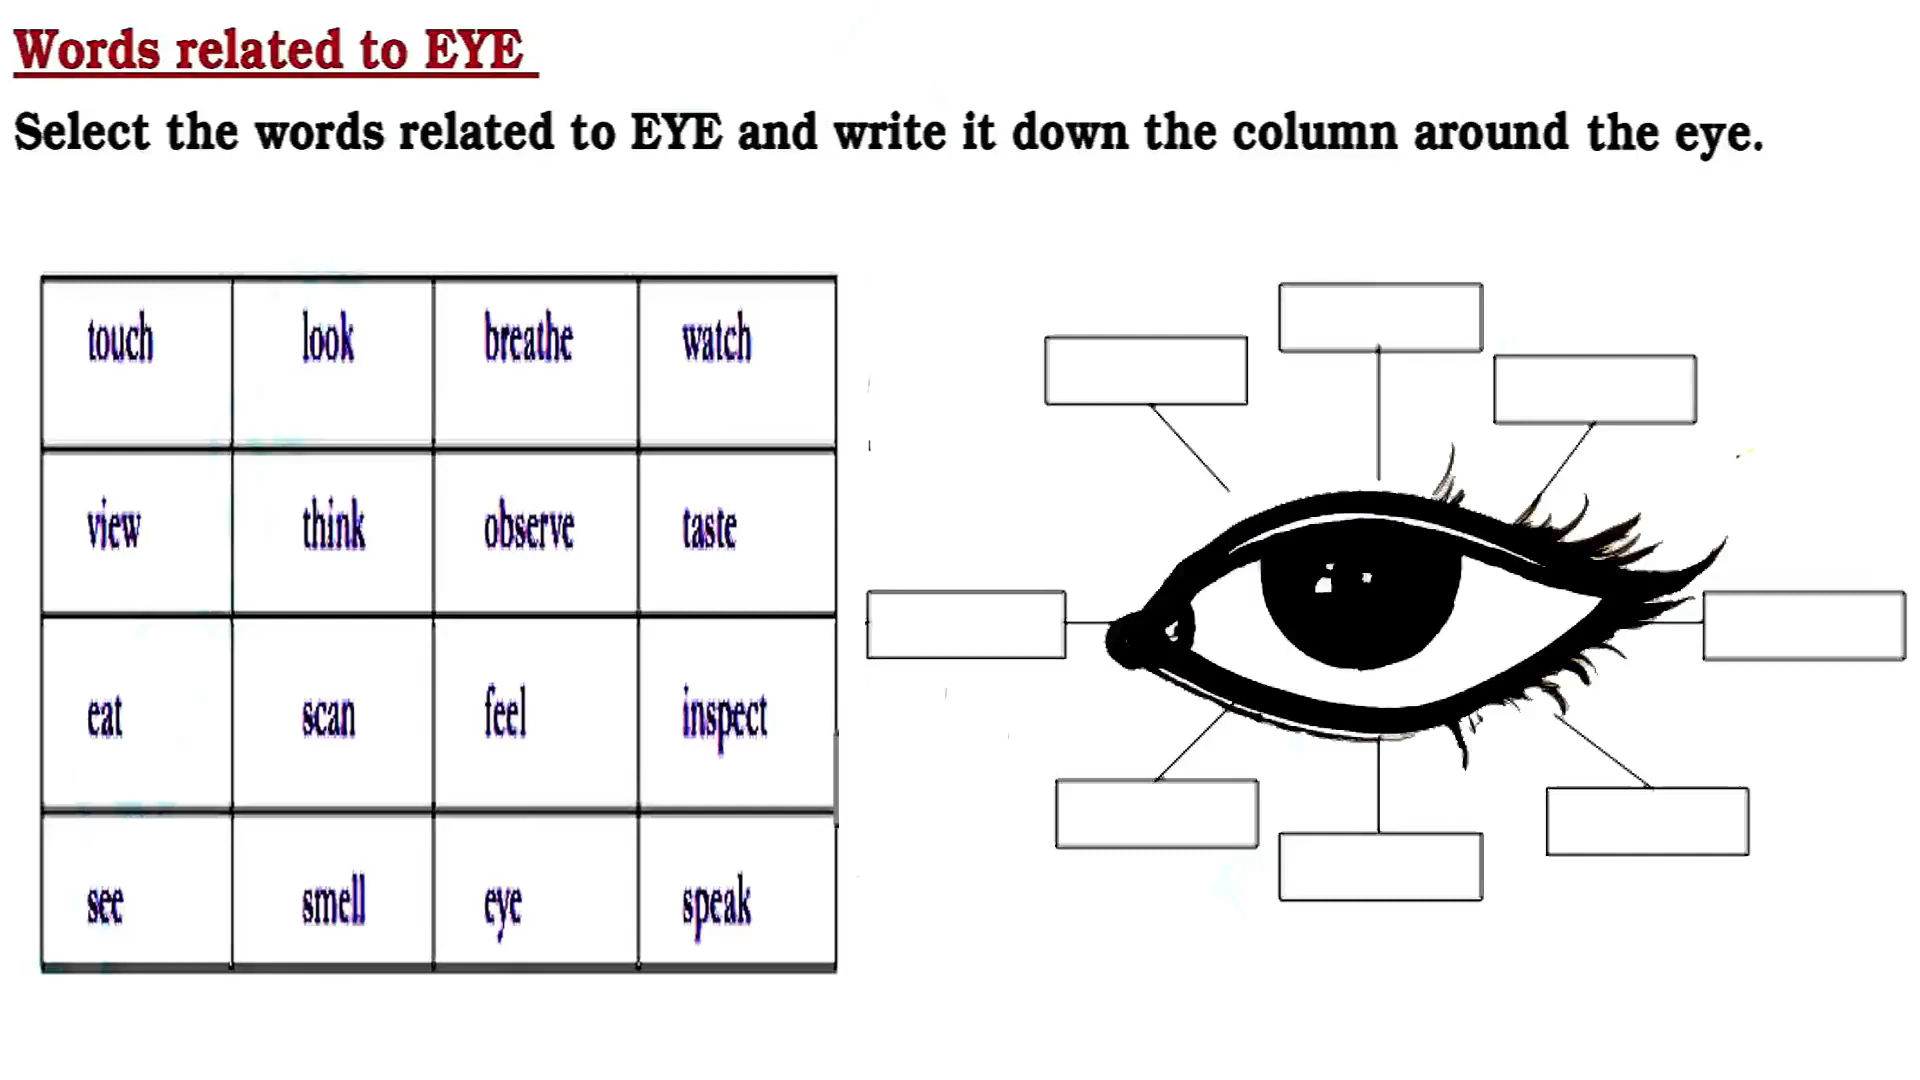 Words related to EYE
Select the words related to EYE and write it down the column around the eye.
touch look breathe watch
view think observe taste
eat scan feel inspect
see smell eye speak